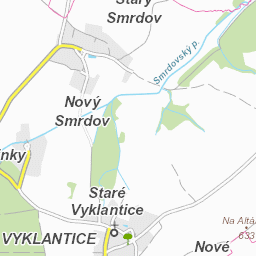 Starý
Smrdov
Smrdovský p.
Nový
Smrdov
nky
Staré
Vyklantice
VYKLANTICE
Na Altá
633
Nové